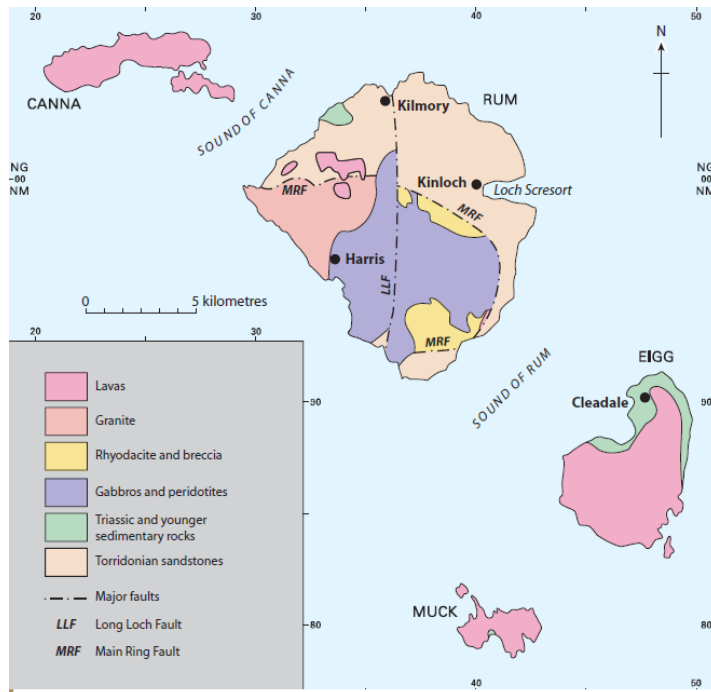 20
30
40
50
N
CANNA
SOUND OF CANNA
Kilmory
RUM
NG
00
NM
NG
00
NM
MRF
Kinloch
Loch Scresort
MRF
Harris
LLF
0
5 kilometres
20
30
MRF
SOUND OF RUM
EIGG
Cleadale
90
90
Lavas
Granite
Rhyodacite and breccia
Gabbros and peridotites
Triassic and younger
sedimentary rocks
Torridonian sandstones
Major faults
LLF Long Loch Fault
MRF Main Ring Fault
MUCK
80
80
40
50